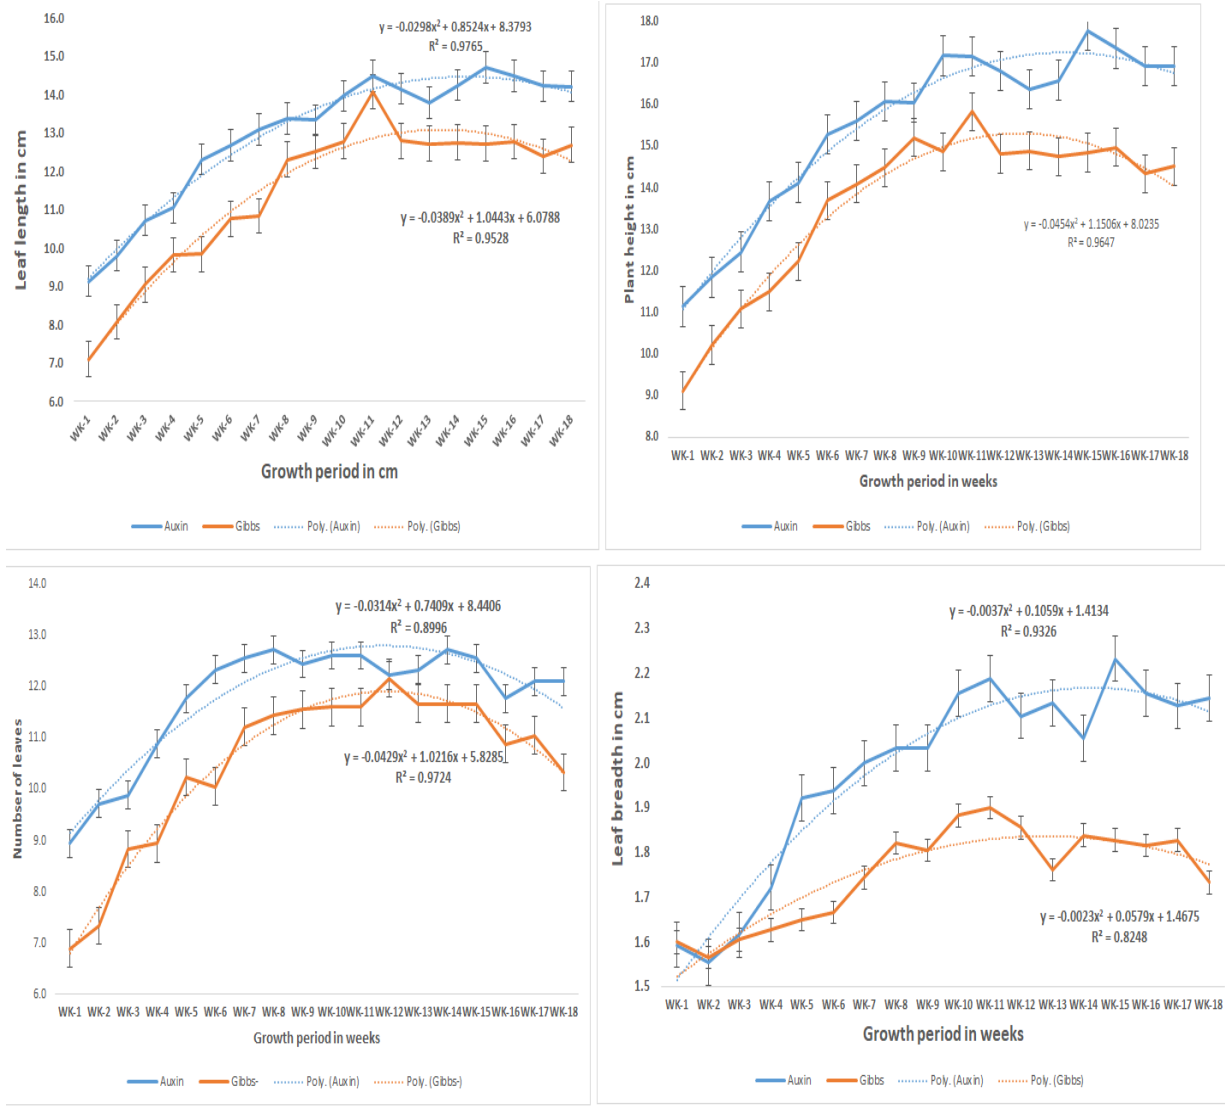 16.0
15.0
14.0
13.0
12.0
11.0
10.0
9.0
8.0
7.0
6.0
Leaf length in cm
y = -0.0298x² + 0.8524x + 8.3793
R² = 0.9765
y = -0.0389x² + 1.0443x + 6.0788
R² = 0.9528
WK-1 WK-2 WK-3 WK-4 WK-5 WK-6 WK-7 WK-8 WK-9 WK-10 WK-11 WK-12 WK-13 WK-14 WK-15 WK-16 WK-17 WK-18
Growth period in cm
Auxin Gibbs Poly. (Auxin) Poly. (Gibbs)
18.0
17.0
16.0
15.0
14.0
13.0
12.0
11.0
10.0
9.0
8.0
Plant height in cm
y = -0.0454x² + 1.1506x + 8.0235
R² = 0.9647
WK-1 WK-2 WK-3 WK-4 WK-5 WK-6 WK-7 WK-8 WK-9 WK-10 WK-11 WK-12 WK-13 WK-14 WK-15 WK-16 WK-17 WK-18
Growth period in weeks
Auxin Gibbs Poly. (Auxin) Poly. (Gibbs)
14.0
13.0
12.0
11.0
10.0
9.0
8.0
7.0
6.0
Numbser of leaves
y = -0.0314x² + 0.7409x + 8.4406
R² = 0.8996
y = -0.0429x² + 1.0216x + 5.8285
R² = 0.9724
WK-1 WK-2 WK-3 WK-4 WK-5 WK-6 WK-7 WK-8 WK-9 WK-10 WK-11 WK-12 WK-13 WK-14 WK-15 WK-16 WK-17 WK-18
Growth period in weeks
Auxin Gibbs- Poly. (Auxin) Poly. (Gibbs-)
2.4
2.3
2.2
2.1
2.0
1.9
1.8
1.7
1.6
1.5
Leaf breadth in cm
y = -0.0037x² + 0.1059x + 1.4134
R² = 0.9326
y = -0.0023x² + 0.0579x + 1.4675
R² = 0.8248
WK-1 WK-2 WK-3 WK-4 WK-5 WK-6 WK-7 WK-8 WK-9 WK-10 WK-11 WK-12 WK-13 WK-14 WK-15 WK-16 WK-17 WK-18
Growth period in weeks
Auxin Gibbs Poly. (Auxin) Poly. (Gibbs)